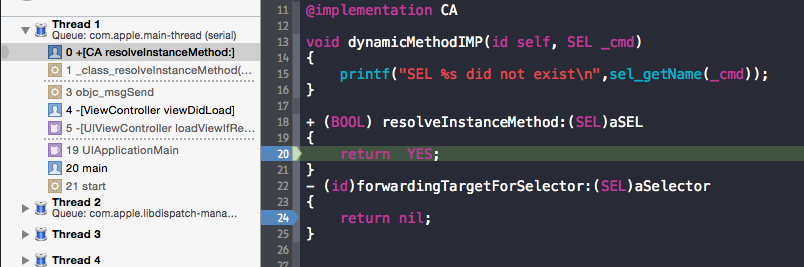 Thread 1
Queue: com.apple.main-thread (serial)
0 +[CA resolveInstanceMethod:]
1 _class_resolveInstanceMethod(…
3 objc_msgSend
4 -[ViewController viewDidLoad]
5 -[UIViewController loadViewIfRe…
19 UIApplicationMain
20 main
21 start
Thread 2
Queue: com.apple.libdispatch-mana…
Thread 3
Thread 4
11 @implementation CA
12
13 void dynamicMethodIMP(id self, SEL _cmd)
14 {
15     printf("SEL %s did not exist\n",sel_getName(_cmd));
16 }
17
18 + (BOOL) resolveInstanceMethod:(SEL)aSEL
19 {
20     return  YES;
21 }
22 – (id)forwardingTargetForSelector:(SEL)aSelector
23 {
24     return nil;
25 }
26
27